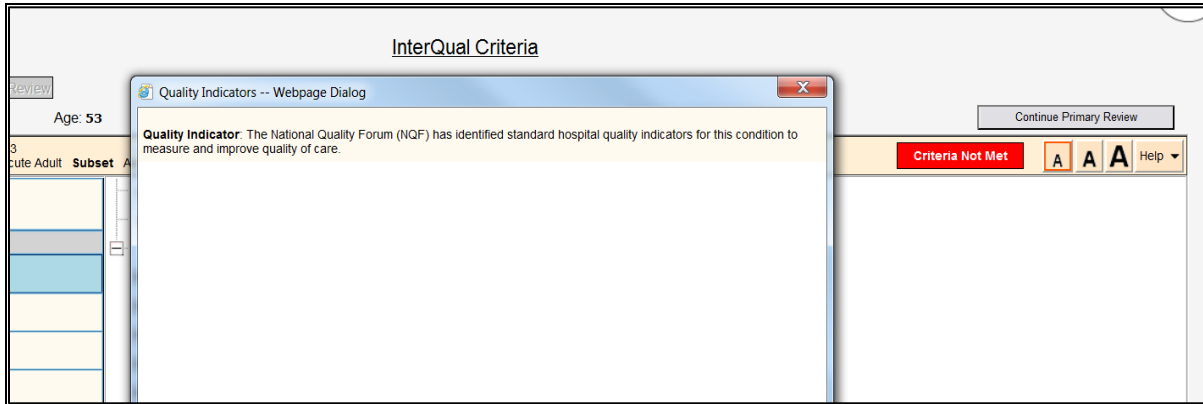 InterQual Criteria
Review
Quality Indicators -- Webpage Dialog
Age: 53
Continue Primary Review
Quality Indicator: The National Quality Forum (NQF) has identified standard hospital quality indicators for this condition to
measure and improve quality of care.
3
cute Adult Subset A
Criteria Not Met
A A A Help